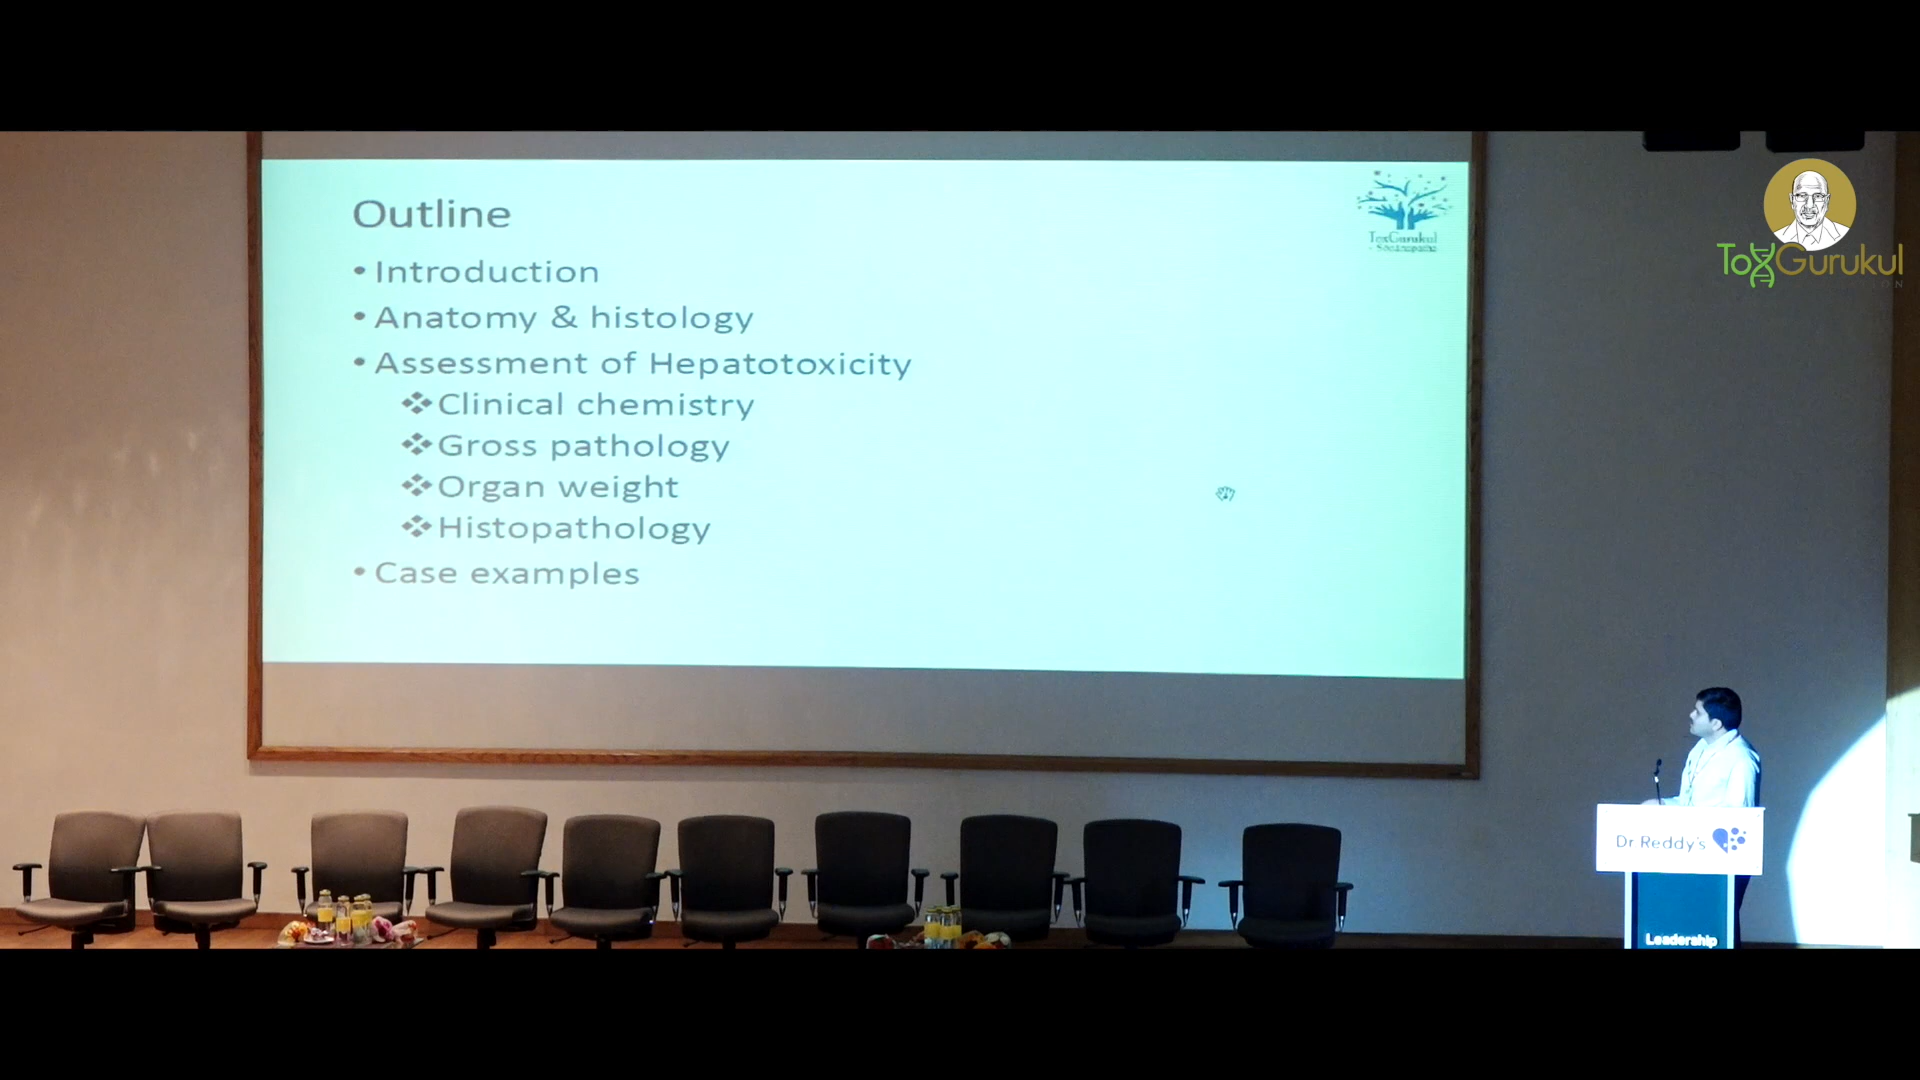 Outline
• Introduction
• Anatomy & histology
• Assessment of Hepatotoxicity
❖ Clinical chemistry
❖ Gross pathology
❖ Organ weight
❖ Histopathology
• Case examples
ToxGurukul
ToxGurukul
Dr Reddy's
Leadership